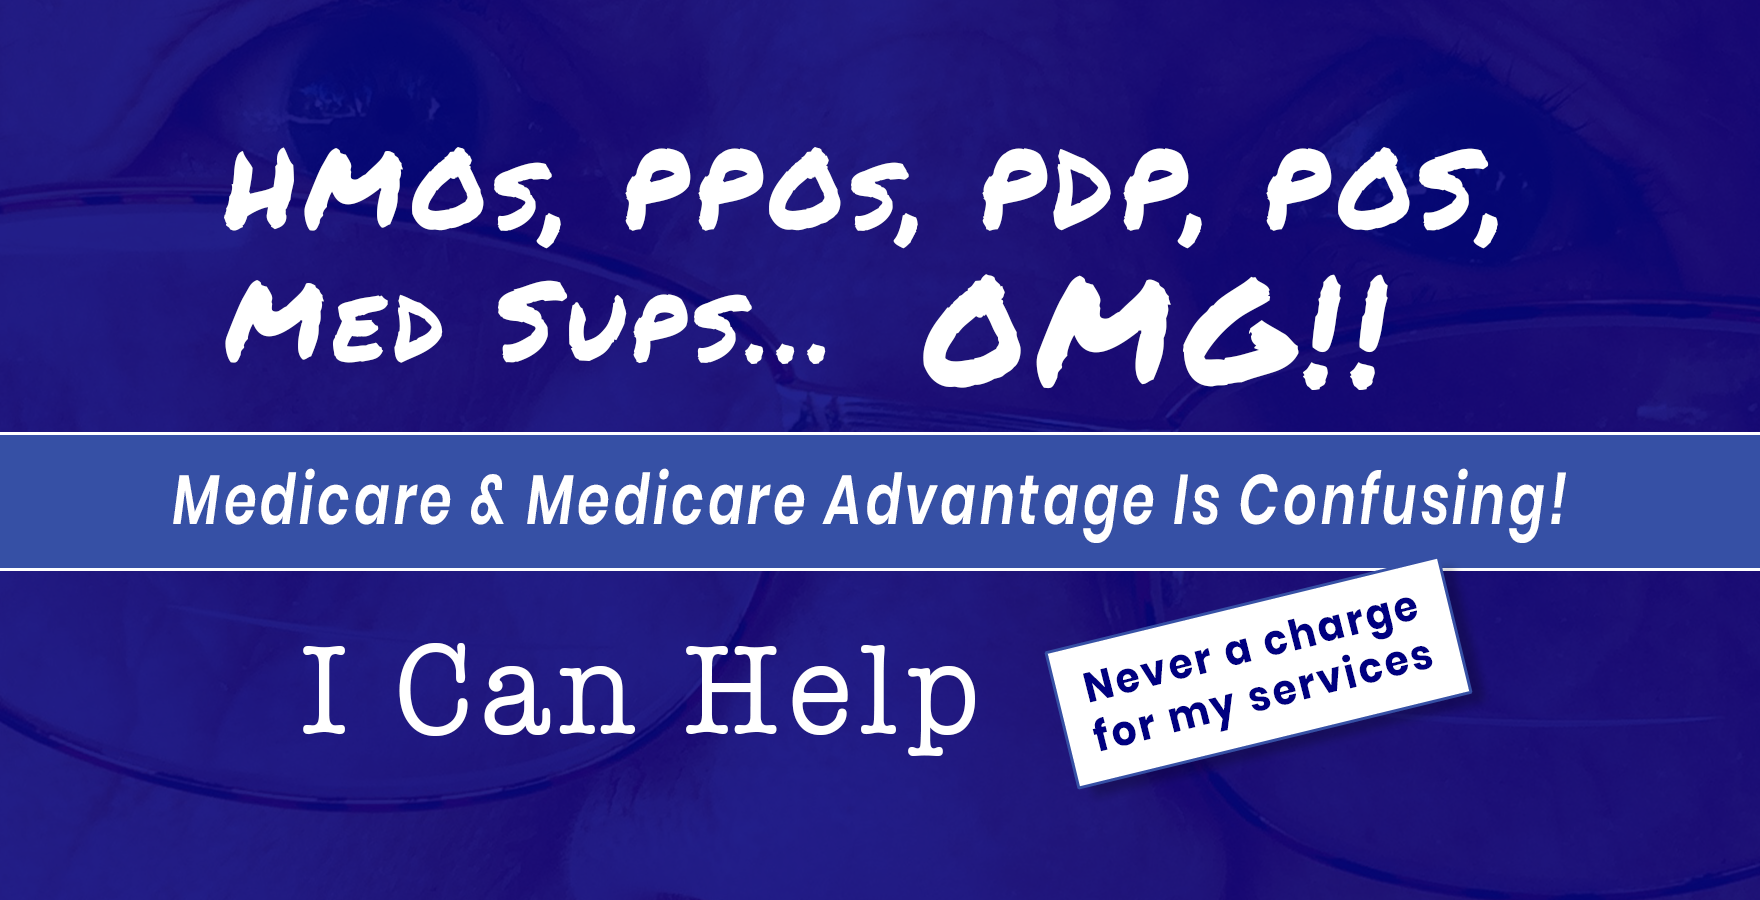 HMOs, PPOs, PDP, POS,
Med Sups... OMG!!
Medicare & Medicare Advantage Is Confusing!
I Can Help
Never a charge
for my services